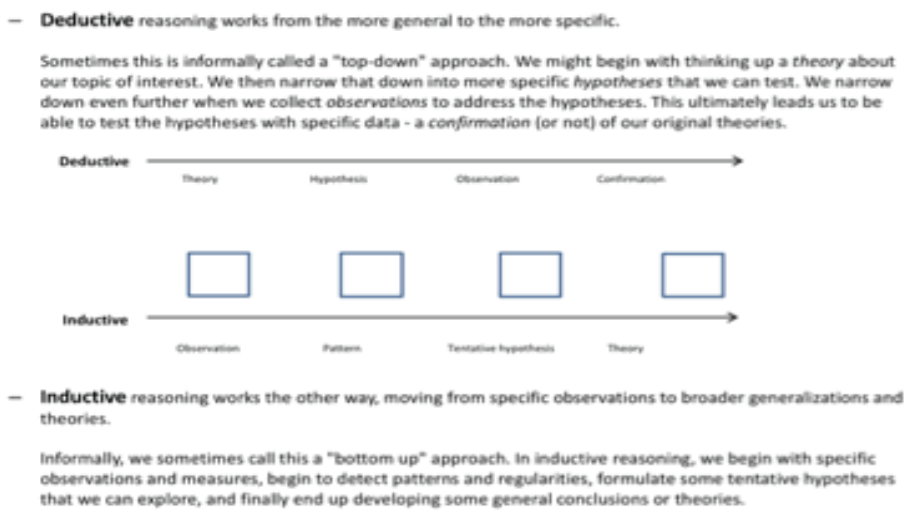 – Deductive reasoning works from the more general to the more specific.
Sometimes this is informally called a "top-down" approach. We might begin with thinking up a theory about
our topic of interest. We then narrow that down into more specific hypotheses that we can test. We narrow
down even further when we collect observations to address the hypotheses. This ultimately leads us to be
able to test the hypotheses with specific data - a confirmation (or not) of our original theories.
Deductive
Theory Hypothesis Observation Confirmation
Inductive
Observation Pattern Tentative hypothesis Theory
– Inductive reasoning works the other way, moving from specific observations to broader generalizations and
theories.
Informally, we sometimes call this a "bottom up" approach. In inductive reasoning, we begin with specific
observations and measures, begin to detect patterns and regularities, formulate some tentative hypotheses
that we can explore, and finally end up developing some general conclusions or theories.